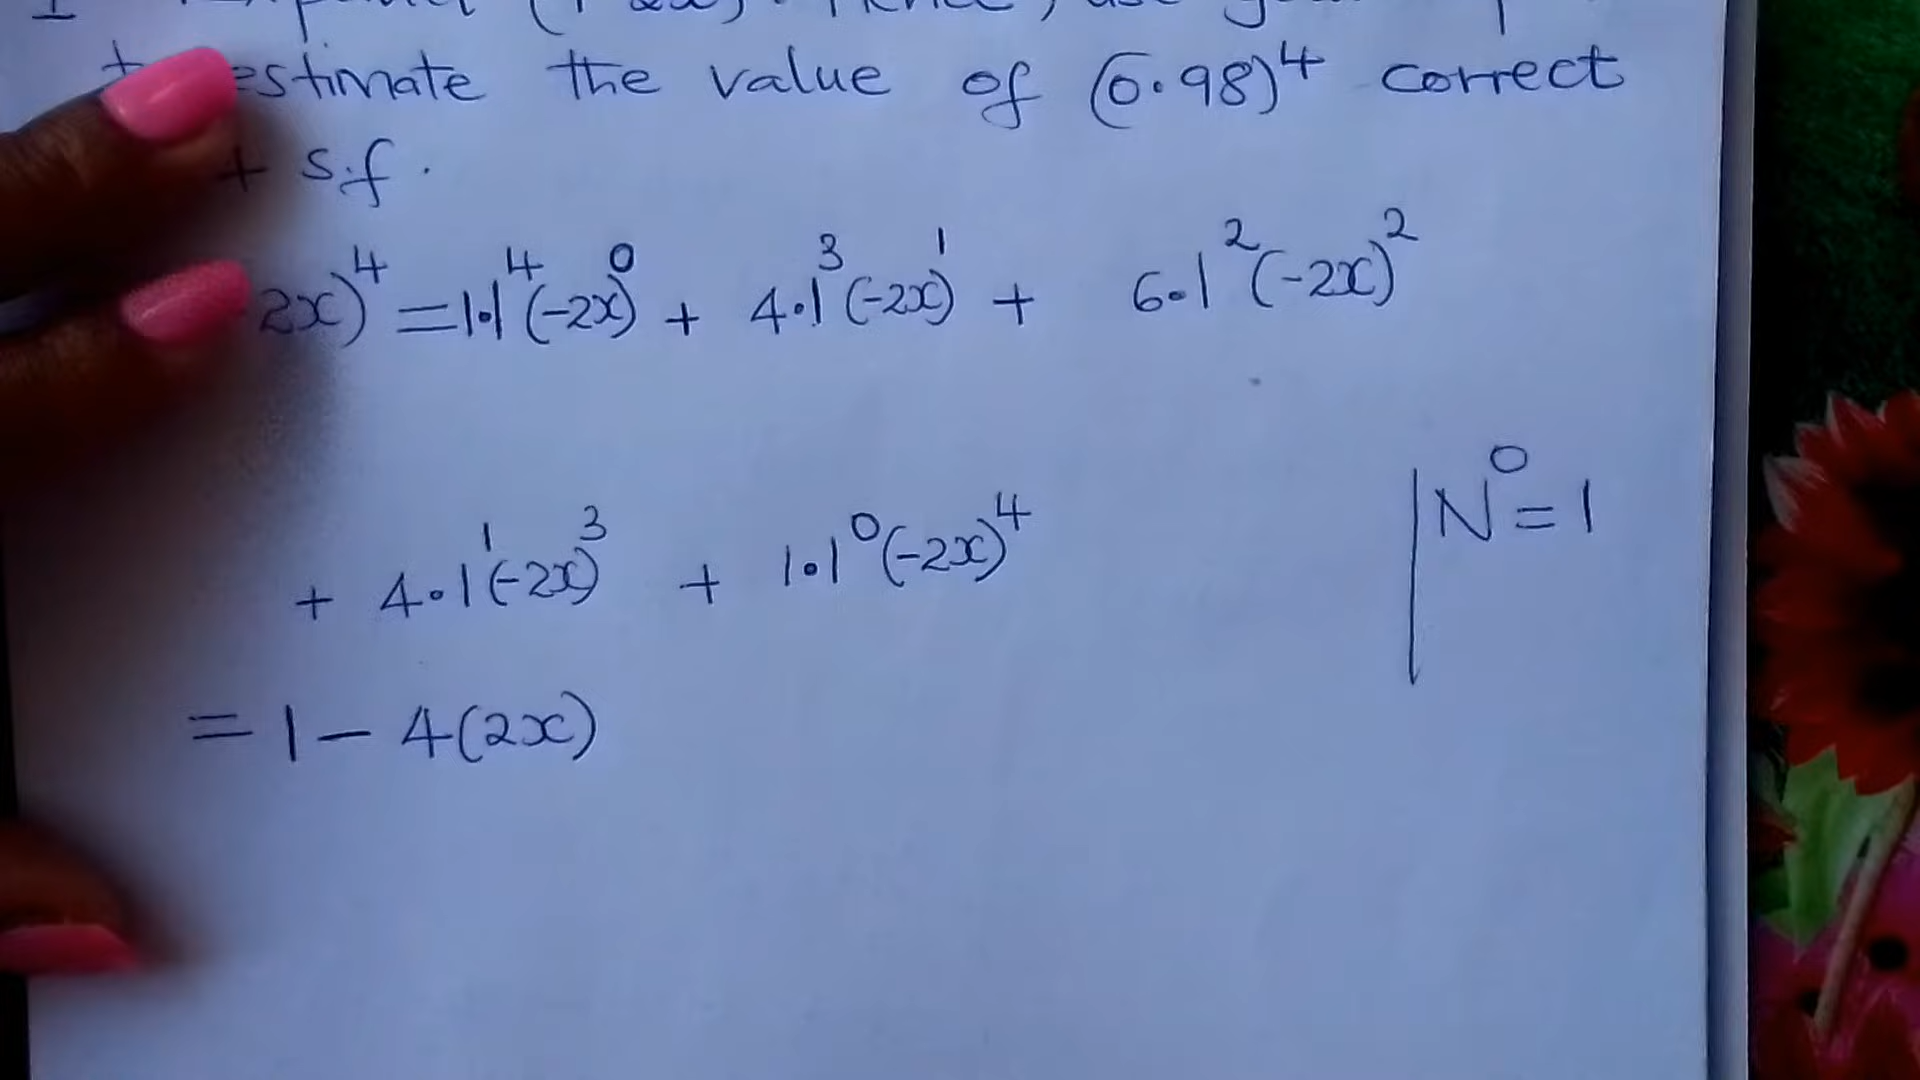 estimate the value of (0.98)⁴ correct
s.f.
2x)⁴ = 1·1⁴(-2x)⁰ + 4·1³(-2x)¹ + 6·1²(-2x)²
+ 4·1¹(-2x)³ + 1·1⁰(-2x)⁴
N⁰ = 1
= 1 - 4(2x)